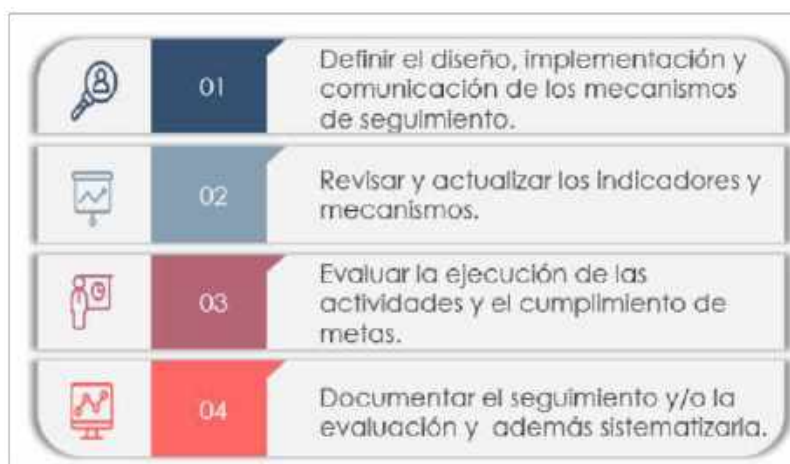 01
Definir el diseño, implementación y
comunicación de los mecanismos
de seguimiento.
02
Revisar y actualizar los indicadores y
mecanismos.
03
Evaluar la ejecución de las
actividades y el cumplimiento de
metas.
04
Documentar el seguimiento y/o la
evaluación y además sistematizarla.